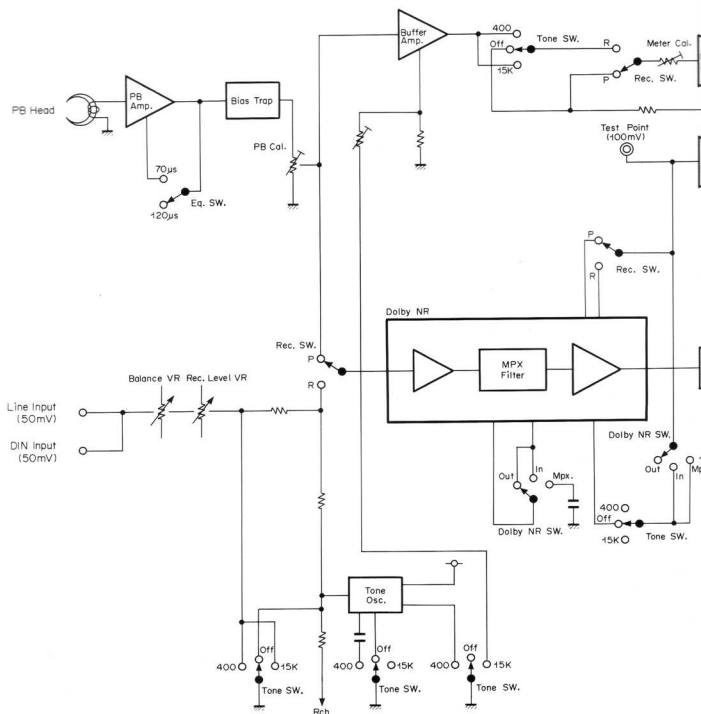 Buffer
Amp.
400
Off
15K
Tone SW.
R
P
Meter Cal.
Rec. SW.
PB Head
PB
Amp.
Bias Trap
PB Cal.
70µs
120µs
Eq. SW.
Test Point
(100mV)
P
R
Rec. SW.
Dolby NR
Rec. SW.
P
R
MPX
Filter
Balance VR
Rec. Level VR
Line Input
(50mV)
DIN Input
(50mV)
Dolby NR SW.
Out
In
Out
In
Mpx.
Dolby NR SW.
400
Off
15K
Tone SW.
Tone
Osc.
400
Off
15K
Tone SW.
Rch
400
Off
15K
Tone SW.
400
Off
15K
Tone SW.